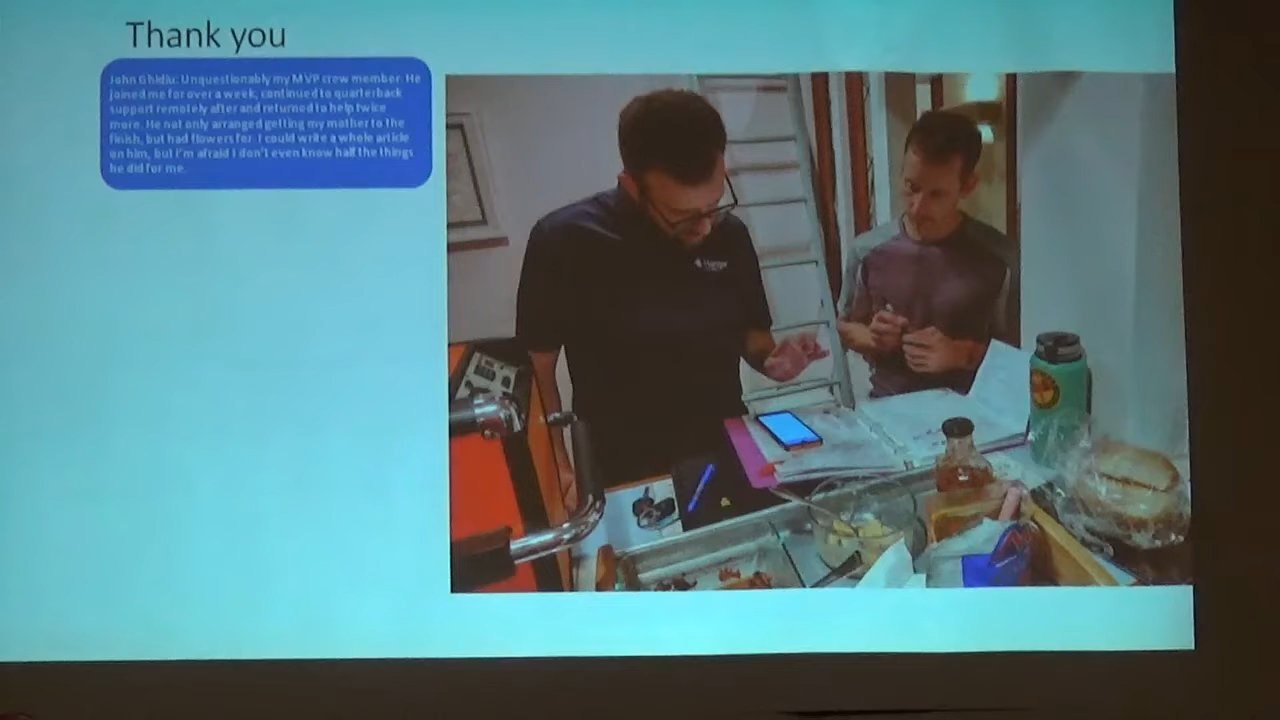 Thank you
John Ghidiu: Unquestionably my MVP crew member. He
joined me for over a week, continued to quarterback
support remotely after and returned to help twice
more. He not only arranged getting my mother to the
finish, but had flowers for. I could write a whole article
on him, but I'm afraid I don't even know half the things
he did for me.